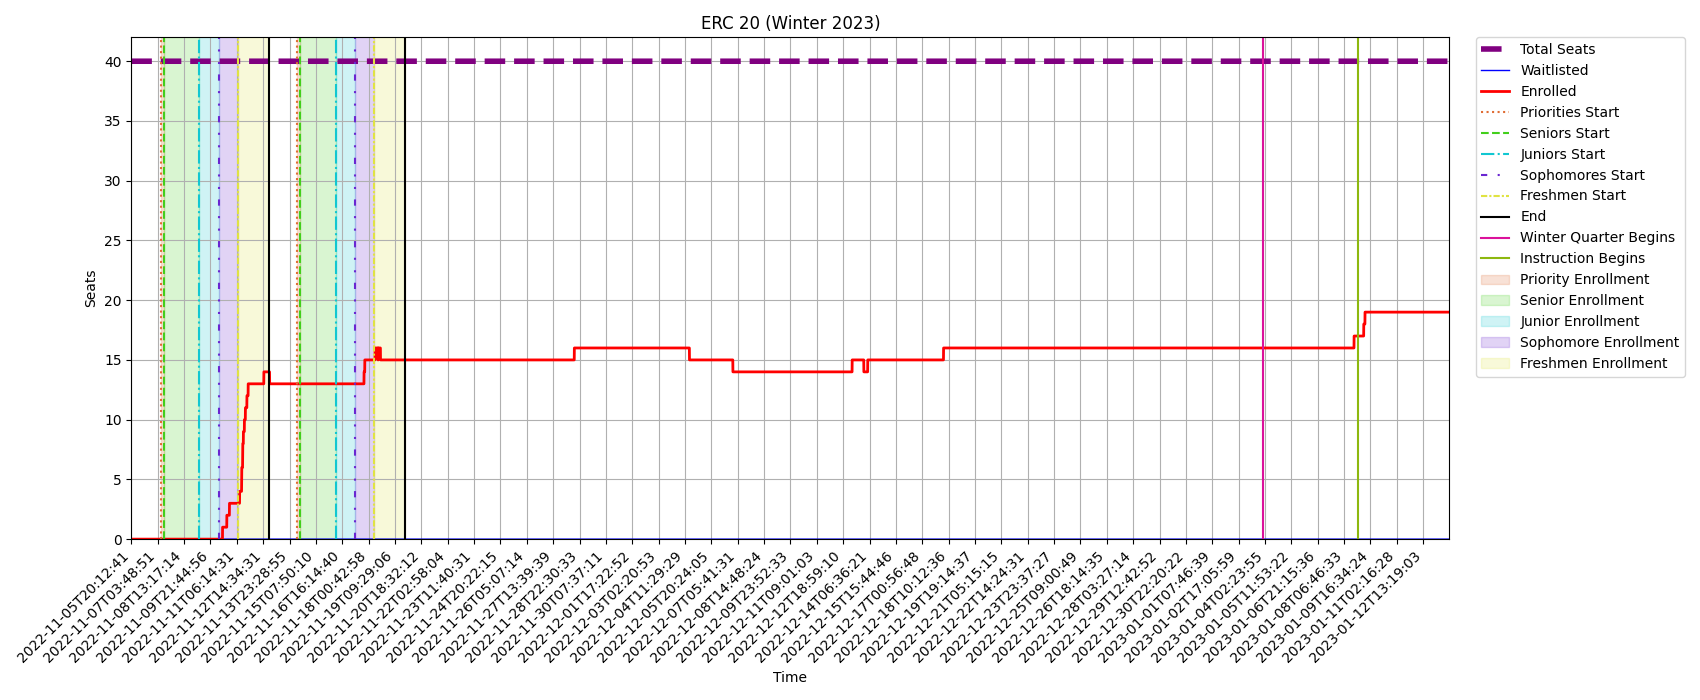 ERC 20 (Winter 2023)
Seats
40
35
30
25
20
15
10
5
0
2022-11-05T20:12:41
2022-11-07T03:48:51
2022-11-08T13:17:14
2022-11-09T21:44:56
2022-11-11T06:14:31
2022-11-12T14:34:31
2022-11-13T23:28:55
2022-11-15T07:50:10
2022-11-16T16:14:40
2022-11-18T00:42:58
2022-11-19T09:29:06
2022-11-20T18:32:12
2022-11-22T02:58:04
2022-11-23T11:40:31
2022-11-24T20:22:15
2022-11-26T05:07:14
2022-11-27T13:39:39
2022-11-28T22:30:33
2022-11-30T07:37:11
2022-12-01T17:22:52
2022-12-03T02:20:53
2022-12-04T11:29:29
2022-12-05T20:24:05
2022-12-07T05:41:31
2022-12-08T14:48:24
2022-12-09T23:52:33
2022-12-11T09:01:03
2022-12-12T18:59:10
2022-12-14T06:36:21
2022-12-15T15:44:46
2022-12-17T00:56:48
2022-12-18T10:12:36
2022-12-19T19:14:37
2022-12-21T05:15:15
2022-12-22T14:24:31
2022-12-23T23:37:27
2022-12-25T09:00:49
2022-12-26T18:14:35
2022-12-28T03:27:14
2022-12-29T12:42:52
2022-12-30T22:20:22
2023-01-01T07:46:39
2023-01-02T17:05:59
2023-01-04T02:23:55
2023-01-05T11:53:22
2023-01-06T21:15:36
2023-01-08T06:46:33
2023-01-09T16:34:24
2023-01-11T02:16:28
2023-01-12T13:19:03
Time
Total Seats
Waitlisted
Enrolled
Priorities Start
Seniors Start
Juniors Start
Sophomores Start
Freshmen Start
End
Winter Quarter Begins
Instruction Begins
Priority Enrollment
Senior Enrollment
Junior Enrollment
Sophomore Enrollment
Freshmen Enrollment